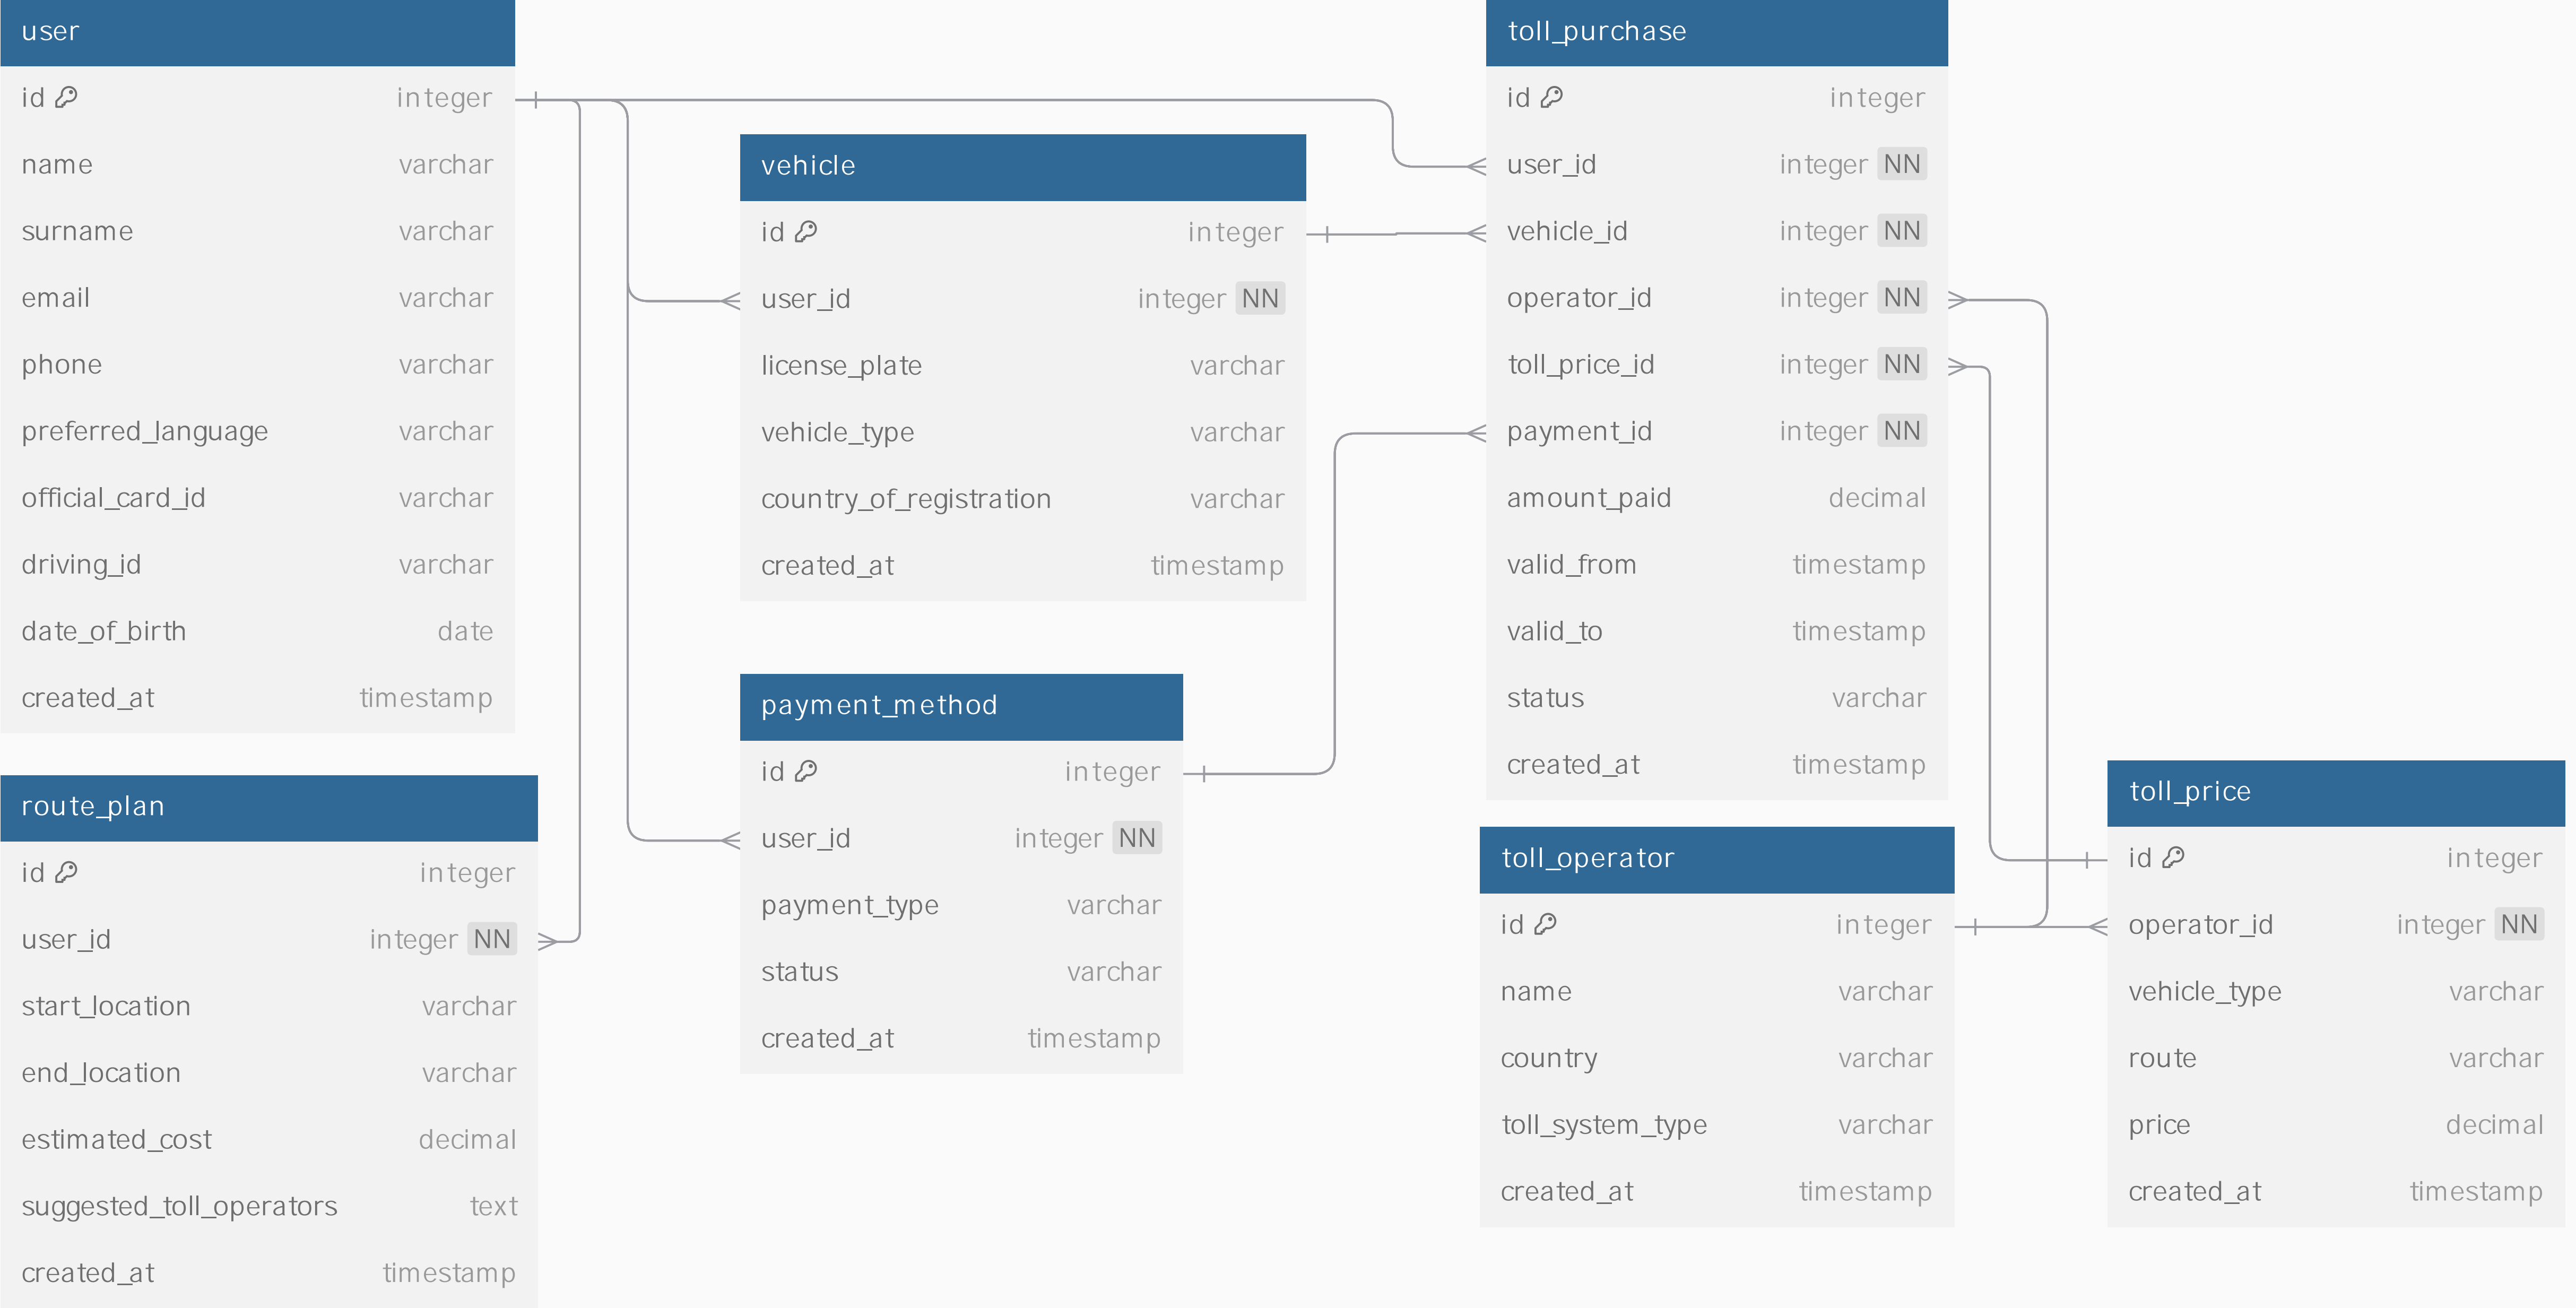 user
id integer
name varchar
surname varchar
email varchar
phone varchar
preferred_language varchar
official_card_id varchar
driving_id varchar
date_of_birth date
created_at timestamp
route_plan
id integer
user_id integer NN
start_location varchar
end_location varchar
estimated_cost decimal
suggested_toll_operators text
created_at timestamp
vehicle
id integer
user_id integer NN
license_plate varchar
vehicle_type varchar
country_of_registration varchar
created_at timestamp
payment_method
id integer
user_id integer NN
payment_type varchar
status varchar
created_at timestamp
toll_purchase
id integer
user_id integer NN
vehicle_id integer NN
operator_id integer NN
toll_price_id integer NN
payment_id integer NN
amount_paid decimal
valid_from timestamp
valid_to timestamp
status varchar
created_at timestamp
toll_operator
id integer
name varchar
country varchar
toll_system_type varchar
created_at timestamp
toll_price
id integer
operator_id integer NN
vehicle_type varchar
route varchar
price decimal
created_at timestamp